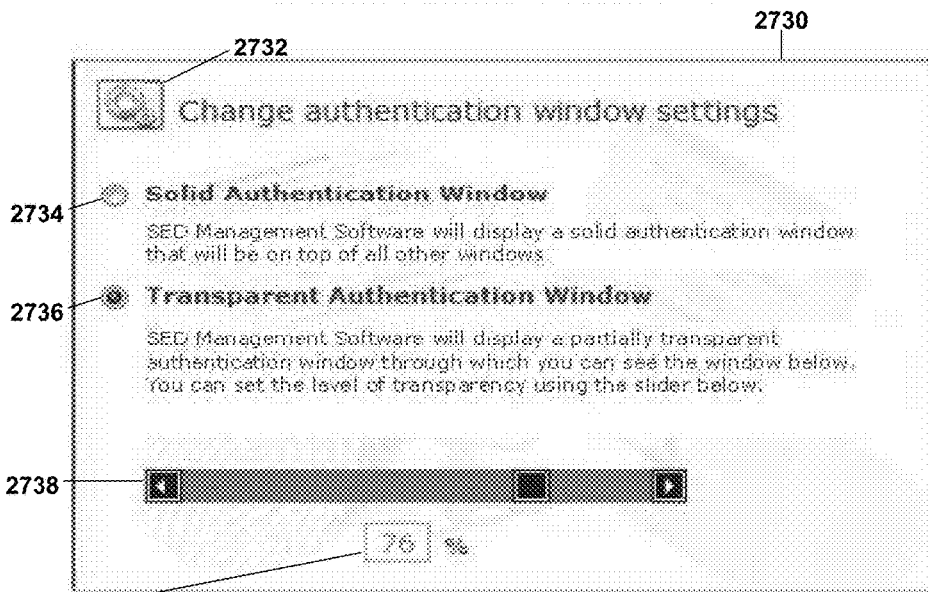 2730
2732
Change authentication window settings
2734
Solid Authentication Window
SED Management Software will display a solid authentication window
that will be on top of all other windows
2736
Transparent Authentication Window
SED Management Software will display a partially transparent
authentication window through which you can see the window below.
You can set the level of transparency using the slider below.
2738
76 %